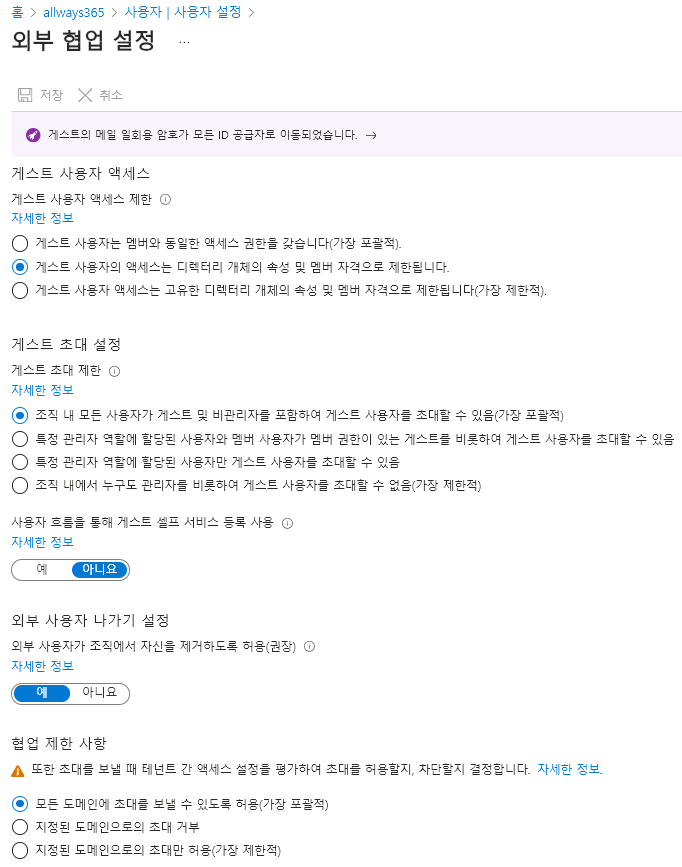 홈 > allways365 > 사용자 | 사용자 설정 >
외부 협업 설정 ...
저장 취소
게스트의 메일 일회용 암호가 모든 ID 공급자로 이동되었습니다. →
게스트 사용자 액세스
게스트 사용자 액세스 제한
자세한 정보
게스트 사용자는 멤버와 동일한 액세스 권한을 갖습니다(가장 포괄적).
게스트 사용자의 액세스는 디렉터리 개체의 속성 및 멤버 자격으로 제한됩니다.
게스트 사용자 액세스는 고유한 디렉터리 개체의 속성 및 멤버 자격으로 제한됩니다(가장 제한적).
게스트 초대 설정
게스트 초대 제한
자세한 정보
조직 내 모든 사용자가 게스트 및 비관리자를 포함하여 게스트 사용자를 초대할 수 있음(가장 포괄적)
특정 관리자 역할에 할당된 사용자와 멤버 사용자가 멤버 권한이 있는 게스트를 비롯하여 게스트 사용자를 초대할 수 있음
특정 관리자 역할에 할당된 사용자만 게스트 사용자를 초대할 수 있음
조직 내에서 누구도 관리자를 비롯하여 게스트 사용자를 초대할 수 없음(가장 제한적)
사용자 흐름을 통해 게스트 셀프 서비스 등록 사용
자세한 정보
예 아니요
외부 사용자 나가기 설정
외부 사용자가 조직에서 자신을 제거하도록 허용(권장)
자세한 정보
예 아니요
협업 제한 사항
또한 초대를 보낼 때 테넌트 간 액세스 설정을 평가하여 초대를 허용할지, 차단할지 결정합니다. 자세한 정보.
모든 도메인에 초대를 보낼 수 있도록 허용(가장 포괄적)
지정된 도메인으로의 초대 거부
지정된 도메인으로의 초대만 허용(가장 제한적)